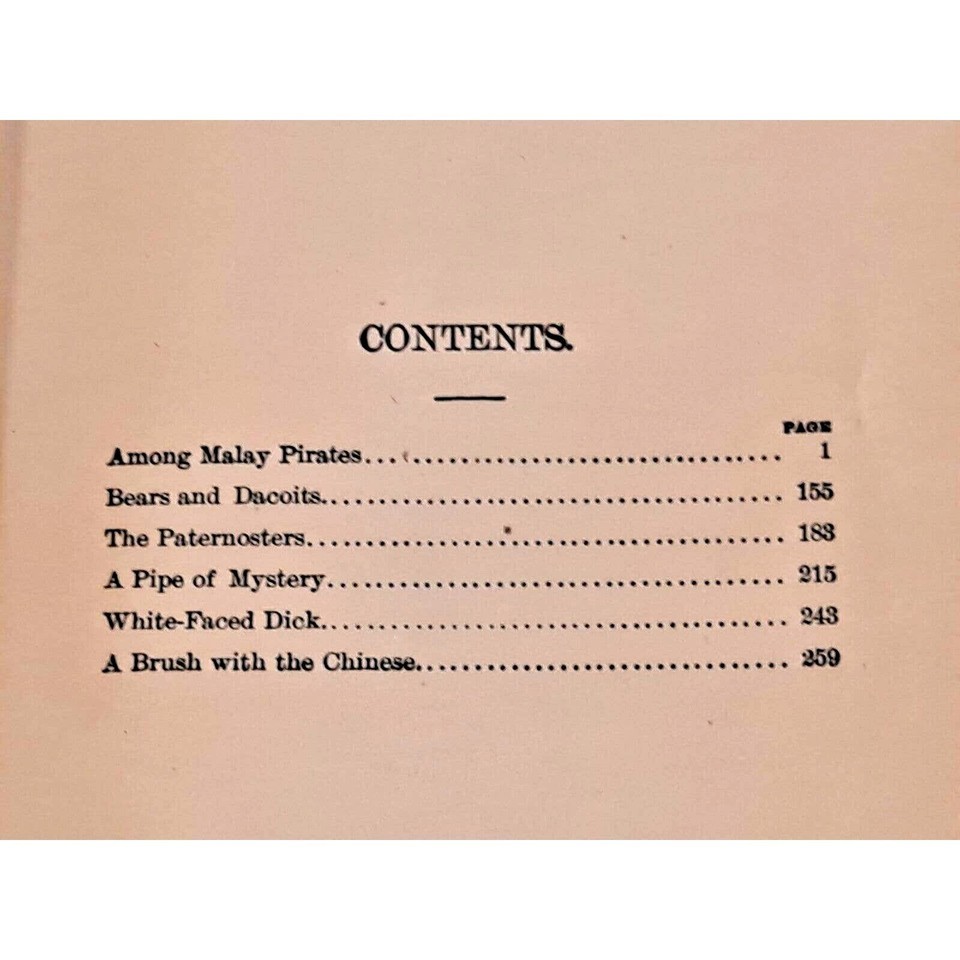 CONTENTS.
PAGE
Among Malay Pirates.................................. 1
Bears and Dacoits...................................... 155
The Paternosters........................................ 183
A Pipe of Mystery...................................... 215
White-Faced Dick....................................... 243
A Brush with the Chinese............................... 259